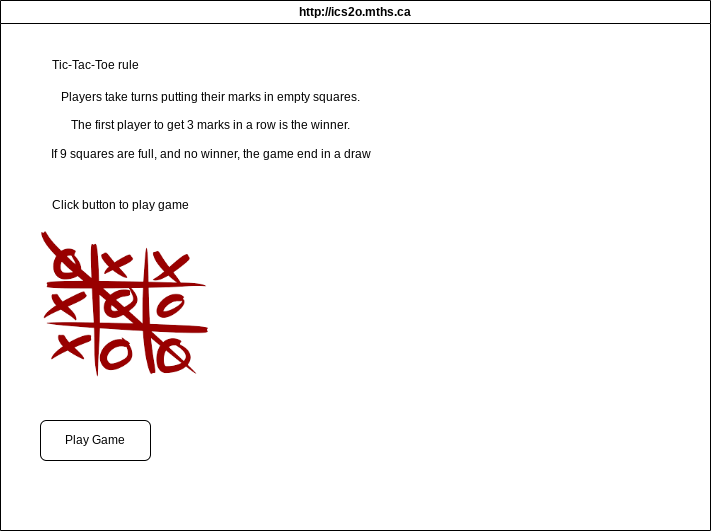 http://ics2o.mths.ca
Tic-Tac-Toe rule
Players take turns putting their marks in empty squares.
The first player to get 3 marks in a row is the winner.
If 9 squares are full, and no winner, the game end in a draw
Click button to play game
O X X
X O O
X O O
Play Game